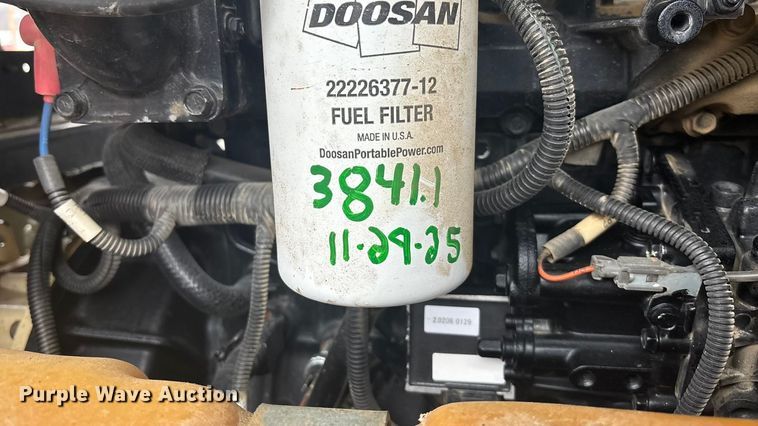 DOOSAN
22226377-12
FUEL FILTER
MADE IN U.S.A.
DoosanPortablePower.com
3841.1
11-29-25
Z0206 0129
Purple Wave Auction